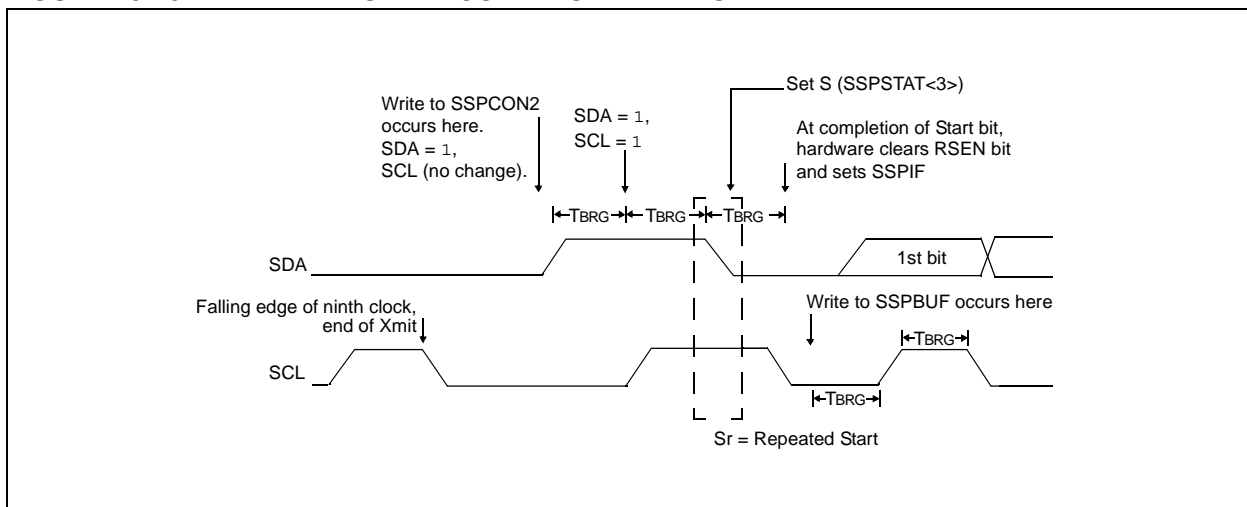 Set S (SSPSTAT<3>)
Write to SSPCON2
occurs here.
SDA = 1,
SCL (no change).
SDA = 1,
SCL = 1
At completion of Start bit,
hardware clears RSEN bit
and sets SSPIF
TBRG
TBRG
TBRG
SDA
1st bit
Falling edge of ninth clock,
end of Xmit
Write to SSPBUF occurs here
TBRG
SCL
TBRG
Sr = Repeated Start